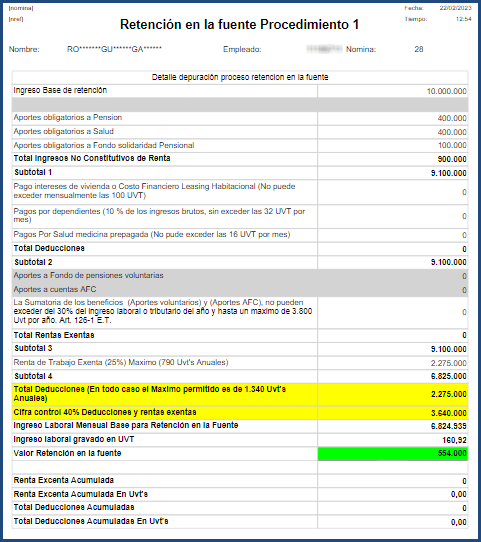 [nomina]
Fecha: 22/02/2023
[nref]
Tiempo: 12:54
Retención en la fuente Procedimiento 1
Nombre: RO*******GU******GA****** Empleado: Nomina: 28
Detalle depuración proceso retencion en la fuente
Ingreso Base de retención 10.000.000
Aportes obligatorios a Pension 400.000
Aportes obligatorios a Salud 400.000
Aportes obligatorios a Fondo solidaridad Pensional 100.000
Total Ingresos No Constitutivos de Renta 900.000
Subtotal 1 9.100.000
Pago intereses de vivienda o Costo Financiero Leasing Habitacional (No puede
exceder mensualmente las 100 UVT) 0
Pagos por dependientes (10 % de los ingresos brutos, sin exceder las 32 UVT por
mes) 0
Pagos Por Salud medicina prepagada (No pude exceder las 16 UVT por mes) 0
Total Deducciones 0
Subtotal 2 9.100.000
Aportes a Fondo de pensiones voluntarias 0
Aportes a cuentas AFC 0
La Sumatoria de los beneficios (Aportes voluntarios) y (Aportes AFC), no pueden
exceder del 30% del ingreso laboral o tributario del año y hasta un maximo de 3.800
Uvt por año. Art. 126-1 E.T. 0
Total Rentas Exentas 0
Subtotal 3 9.100.000
Renta de Trabajo Exenta (25%) Maximo (790 Uvt's Anuales) 2.275.000
Subtotal 4 6.825.000
Total Deducciones (En todo caso el Maximo permitido es de 1.340 Uvt's
Anuales) 2.275.000
Cifra control 40% Deducciones y rentas exentas 3.640.000
Ingreso Laboral Mensual Base para Retención en la Fuente 6.824.939
Ingreso laboral gravado en UVT 160,92
Valor Retención en la fuente 554.000
Renta Excenta Acumulada 0
Renta Excenta Acumulada En Uvt's 0,00
Total Deducciones Acumuladas 0
Total Deducciones Acumuladas En Uvt's 0,00